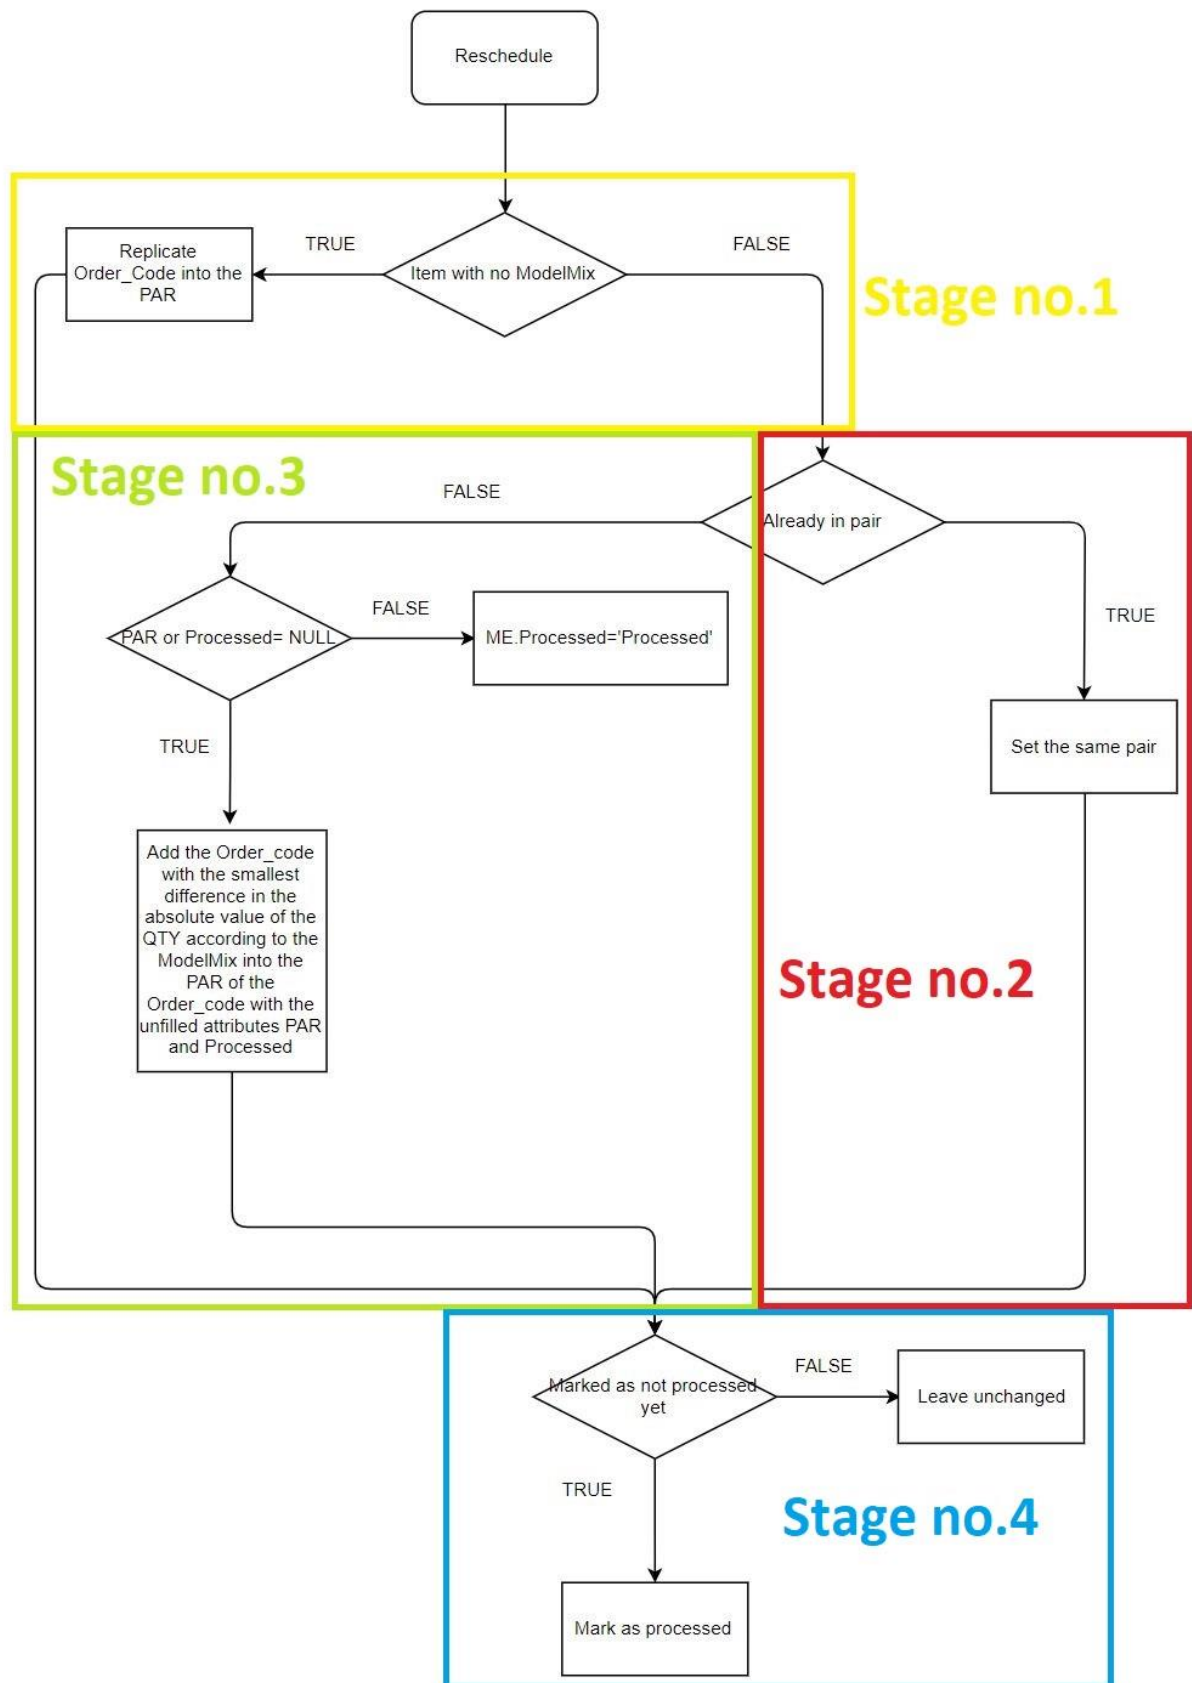 Reschedule
TRUE
FALSE
Replicate
Order_Code into the
PAR
Item with no ModelMix
Stage no.1
Stage no.3
FALSE
Already in pair
FALSE
TRUE
PAR or Processed= NULL
ME.Processed='Processed'
TRUE
Set the same pair
Add the Order_code
with the smallest
difference in the
absolute value of the
QTY according to the
ModelMix into the
PAR of the
Order_code with the
unfilled attributes PAR
and Processed
Stage no.2
FALSE
Marked as not processed
yet
Leave unchanged
TRUE
Stage no.4
Mark as processed